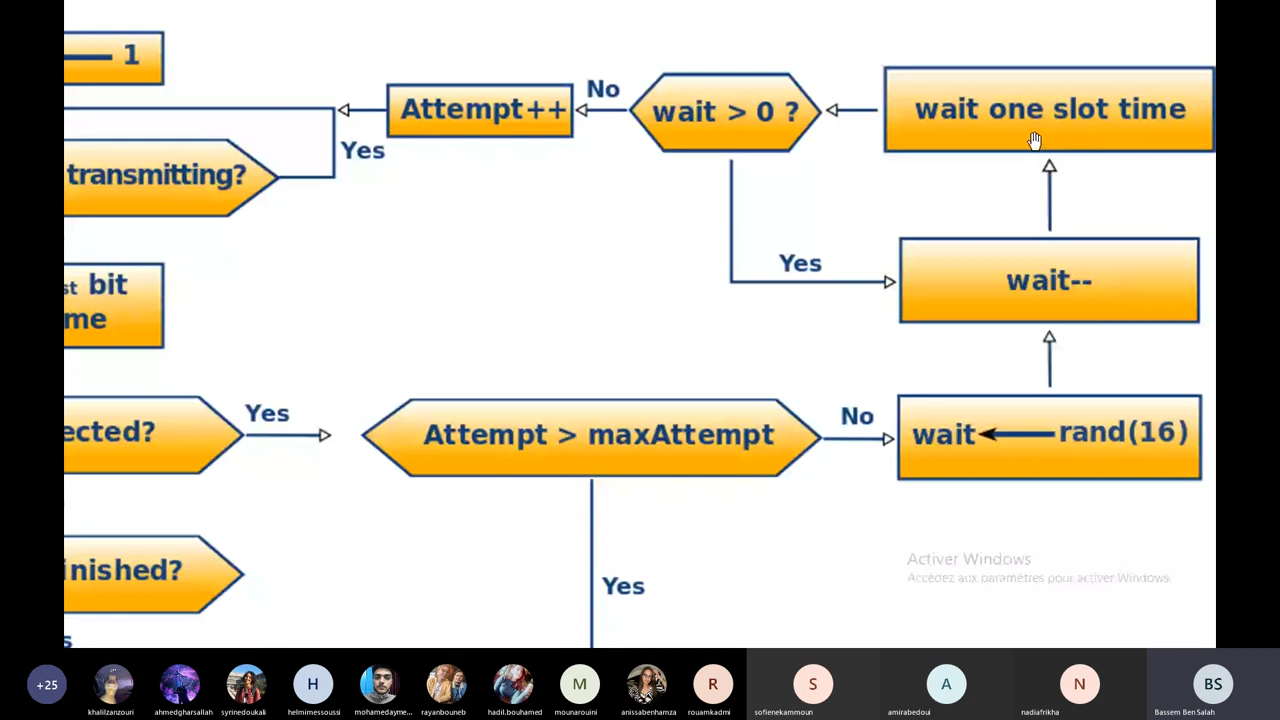 1
Attempt++
No
wait > 0 ?
wait one slot time
Yes
transmitting?
Yes
wait--
st bit
me
ected?
Yes
Attempt > maxAttempt
No
wait rand(16)
inished?
Yes
Activer Windows
Accédez aux paramètres pour activer Windows.
s
+25
H
M
R
S
A
N
BS
khalilzanzouri
ahmedgharsallah
syrinedoukali
helmimessoussi
mohamedayme...
rayanbouneb
hadil.bouhamed
mounarouini
anissabenhamza
rouamkadmi
sofienekammoun
amirabedoui
nadiafrikha
Bassem Ben Salah